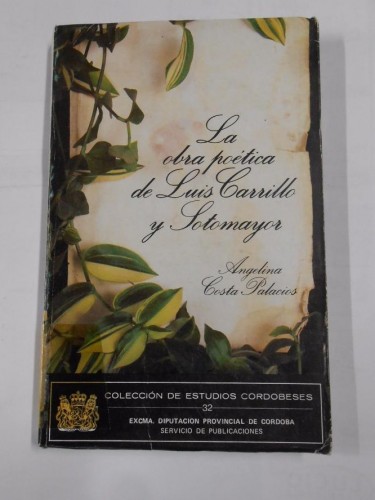 La
obra poética
de Luis Carrillo
y Sotomayor
Angelina
Costa Palacios
COLECCIÓN DE ESTUDIOS CORDOBESES
32
EXCMA. DIPUTACION PROVINCIAL DE CORDOBA
SERVICIO DE PUBLICACIONES